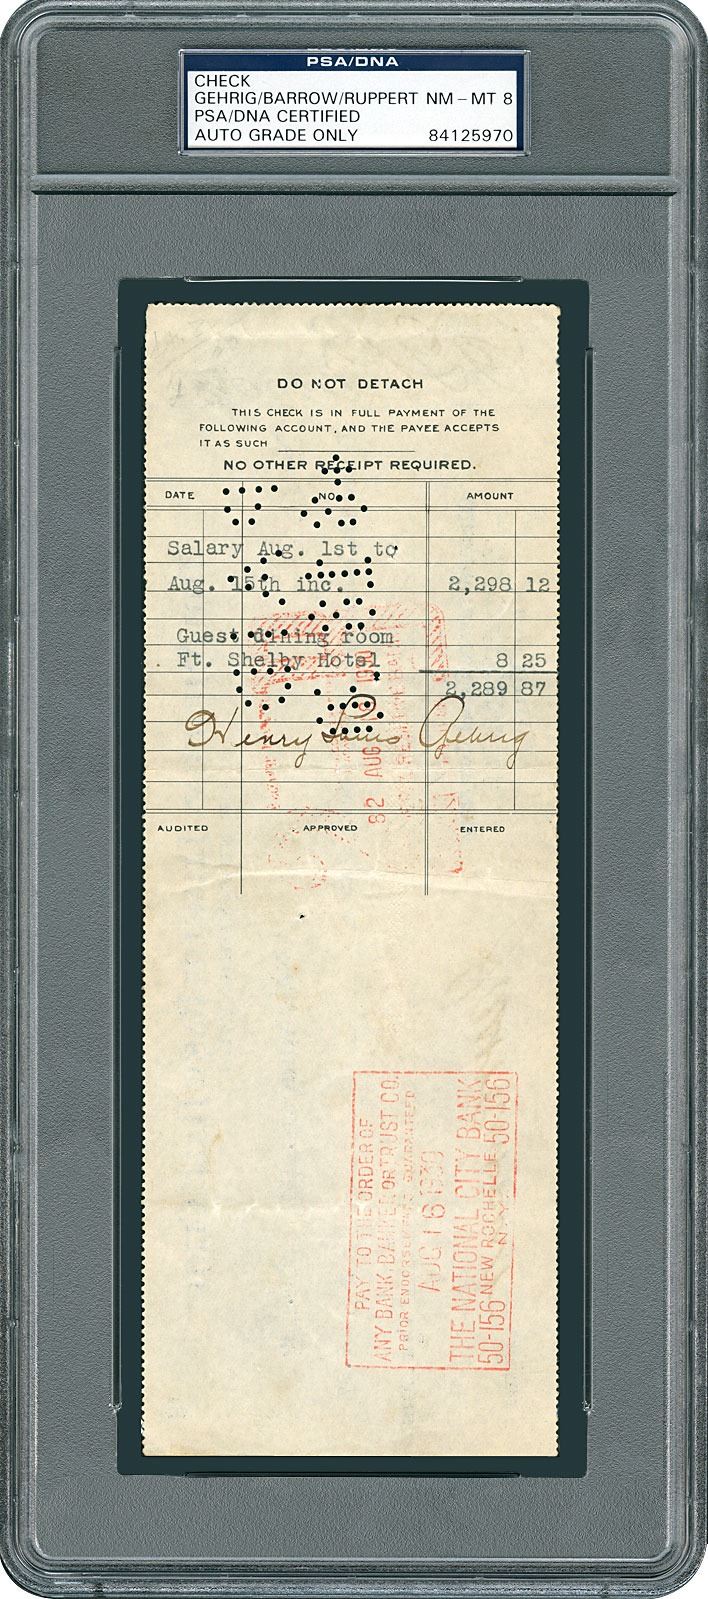 PSA/DNA
CHECK
GEHRIG/BARROW/RUPPERT NM – MT 8
PSA/DNA CERTIFIED
AUTO GRADE ONLY 84125970
DO NOT DETACH
THIS CHECK IS IN FULL PAYMENT OF THE
FOLLOWING ACCOUNT, AND THE PAYEE ACCEPTS
IT AS SUCH
NO OTHER RECEIPT REQUIRED.
DATE NO. AMOUNT
Salary Aug. 1st to
Aug. 15th inc. 2,298 12
Guest dining room
Ft. Shelby Hotel 8 25
2,289 87
Henry Louis Gehrig
AUDITED APPROVED ENTERED
PAY TO THE ORDER OF
ANY BANK BANKER OR TRUST CO.
PRIOR ENDORSEMENTS GUARANTEED
AUG 16 1939
THE NATIONAL CITY BANK
50-156 NEW ROCHELLE 50-156
N.Y.